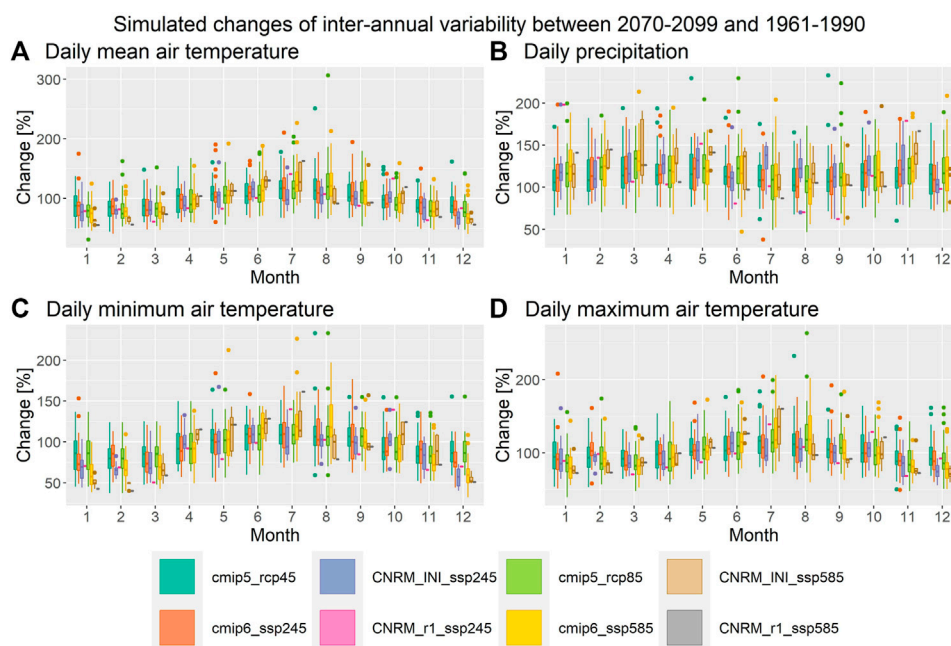 Simulated changes of inter-annual variability between 2070-2099 and 1961-1990
A Daily mean air temperature
Change [%]
300
200
100
1 2 3 4 5 6 7 8 9 10 11 12
Month
B Daily precipitation
Change [%]
200
150
100
50
1 2 3 4 5 6 7 8 9 10 11 12
Month
C Daily minimum air temperature
Change [%]
200
150
100
50
1 2 3 4 5 6 7 8 9 10 11 12
Month
D Daily maximum air temperature
Change [%]
200
100
1 2 3 4 5 6 7 8 9 10 11 12
Month
cmip5_rcp45 CNRM_INI_ssp245 cmip5_rcp85 CNRM_INI_ssp585
cmip6_ssp245 CNRM_r1_ssp245 cmip6_ssp585 CNRM_r1_ssp585